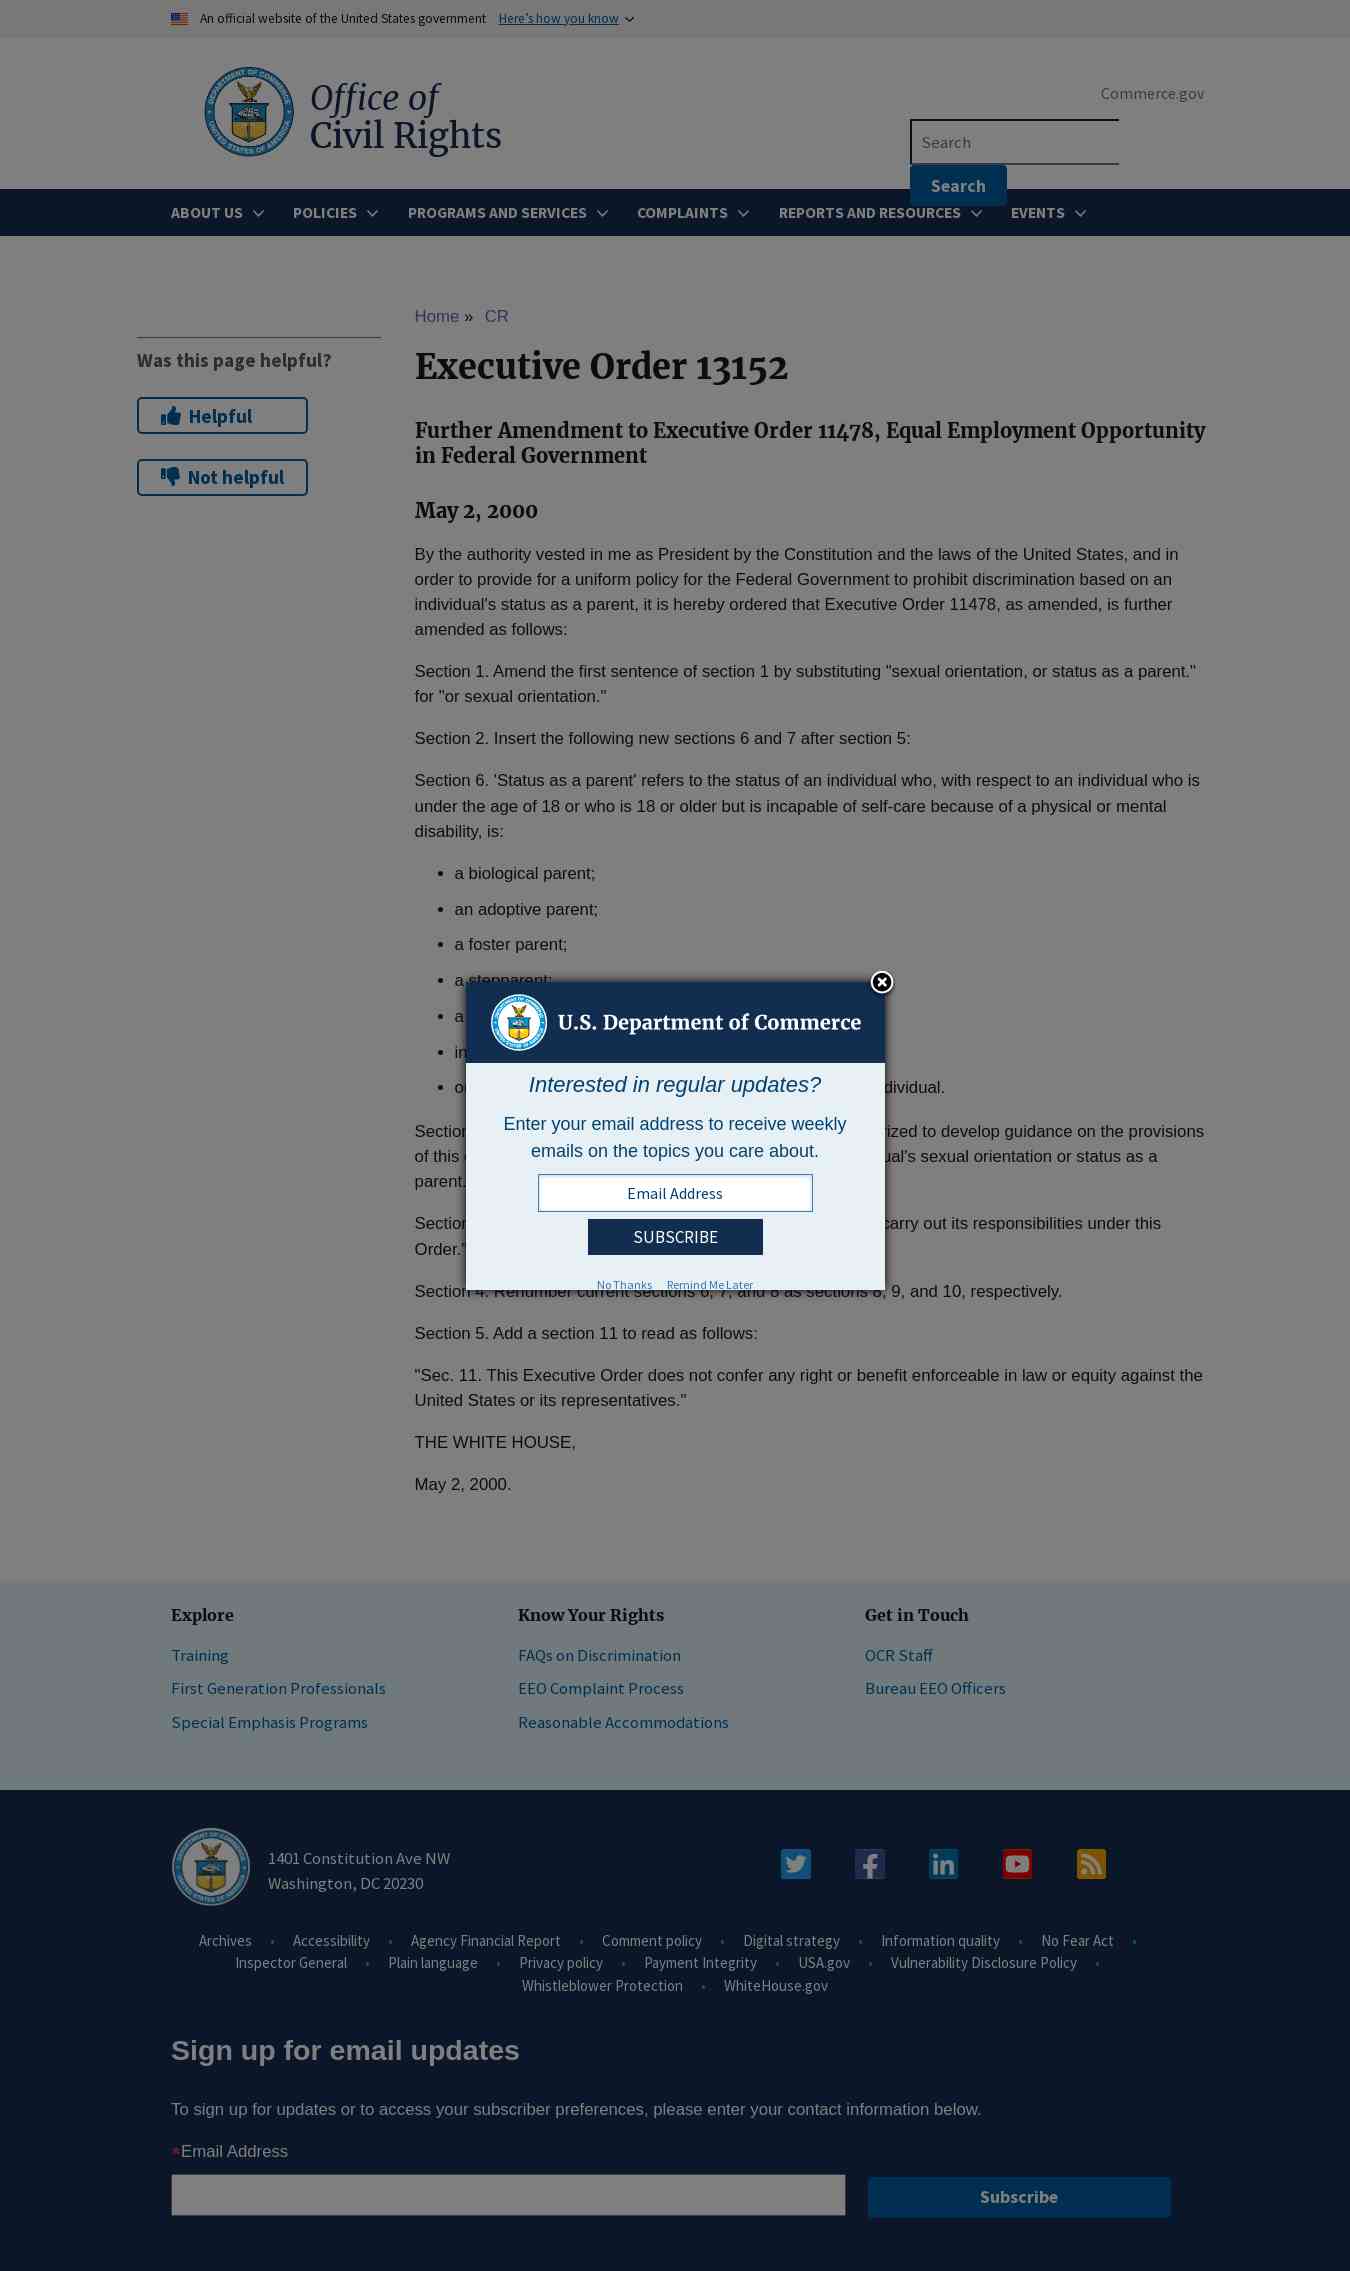 An official website of the United States government Here's how you know
Office of
Civil Rights
Commerce.gov
Search
Search
ABOUT US POLICIES PROGRAMS AND SERVICES COMPLAINTS REPORTS AND RESOURCES EVENTS
Home » CR
Was this page helpful?
Helpful
Not helpful
Executive Order 13152
Further Amendment to Executive Order 11478, Equal Employment Opportunity
in Federal Government
May 2, 2000
By the authority vested in me as President by the Constitution and the laws of the United States, and in
order to provide for a uniform policy for the Federal Government to prohibit discrimination based on an
individual's status as a parent, it is hereby ordered that Executive Order 11478, as amended, is further
amended as follows:
Section 1. Amend the first sentence of section 1 by substituting "sexual orientation, or status as a parent."
for "or sexual orientation."
Section 2. Insert the following new sections 6 and 7 after section 5:
Section 6. 'Status as a parent' refers to the status of an individual who, with respect to an individual who is
under the age of 18 or who is 18 or older but is incapable of self-care because of a physical or mental
disability, is:
• a biological parent;
• an adoptive parent;
• a foster parent;
• a stepparent;
• a
•
•
U.S. Department of Commerce
Interested in regular updates?
Enter your email address to receive weekly
emails on the topics you care about.
Email Address
SUBSCRIBE
No Thanks Remind Me Later
Section to develop guidance on the provisions
of this sexual orientation or status as a
parent.
Section carry out its responsibilities under this
Order."
Section 4. Renumber current sections 6, 7, and 8 as sections 8, 9, and 10, respectively.
Section 5. Add a section 11 to read as follows:
"Sec. 11. This Executive Order does not confer any right or benefit enforceable in law or equity against the
United States or its representatives."
THE WHITE HOUSE,
May 2, 2000.
Explore Know Your Rights Get in Touch
Training FAQs on Discrimination OCR Staff
First Generation Professionals EEO Complaint Process Bureau EEO Officers
Special Emphasis Programs Reasonable Accommodations
1401 Constitution Ave NW
Washington, DC 20230
Archives • Accessibility • Agency Financial Report • Comment policy • Digital strategy • Information quality • No Fear Act •
Inspector General • Plain language • Privacy policy • Payment Integrity • USA.gov • Vulnerability Disclosure Policy •
Whistleblower Protection • WhiteHouse.gov
Sign up for email updates
To sign up for updates or to access your subscriber preferences, please enter your contact information below.
*Email Address
Subscribe